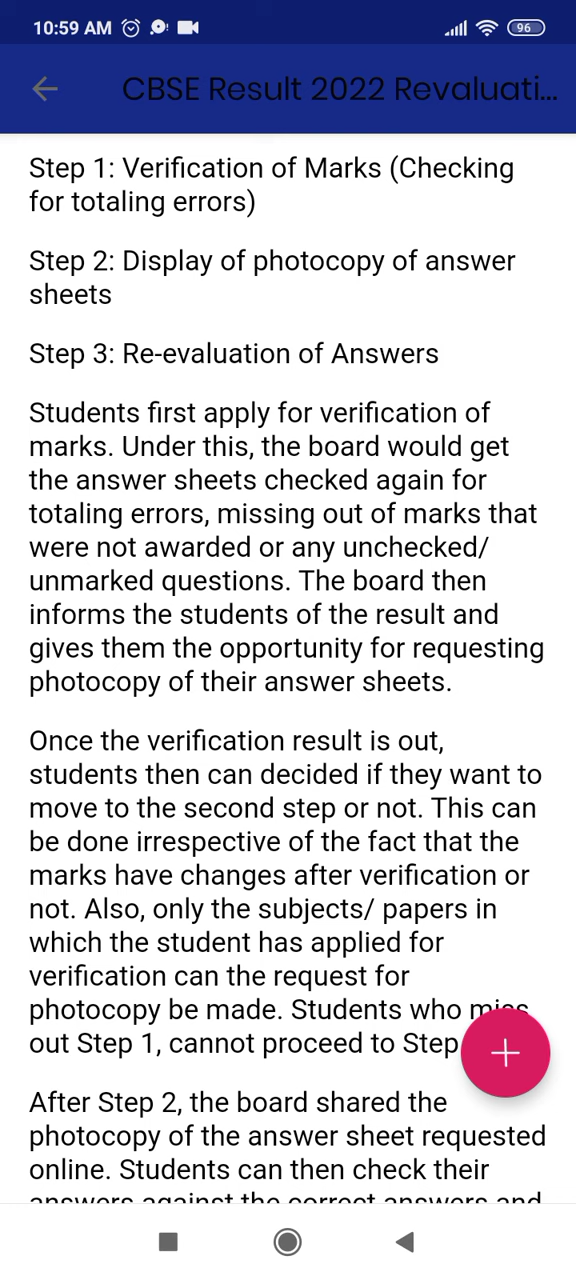 10:59 AM
96
CBSE Result 2022 Revaluati...
Step 1: Verification of Marks (Checking
for totaling errors)
Step 2: Display of photocopy of answer
sheets
Step 3: Re-evaluation of Answers
Students first apply for verification of
marks. Under this, the board would get
the answer sheets checked again for
totaling errors, missing out of marks that
were not awarded or any unchecked/
unmarked questions. The board then
informs the students of the result and
gives them the opportunity for requesting
photocopy of their answer sheets.
Once the verification result is out,
students then can decided if they want to
move to the second step or not. This can
be done irrespective of the fact that the
marks have changes after verification or
not. Also, only the subjects/ papers in
which the student has applied for
verification can the request for
photocopy be made. Students who miss
out Step 1, cannot proceed to Step
After Step 2, the board shared the
photocopy of the answer sheet requested
online. Students can then check their
answers against the correct answers and